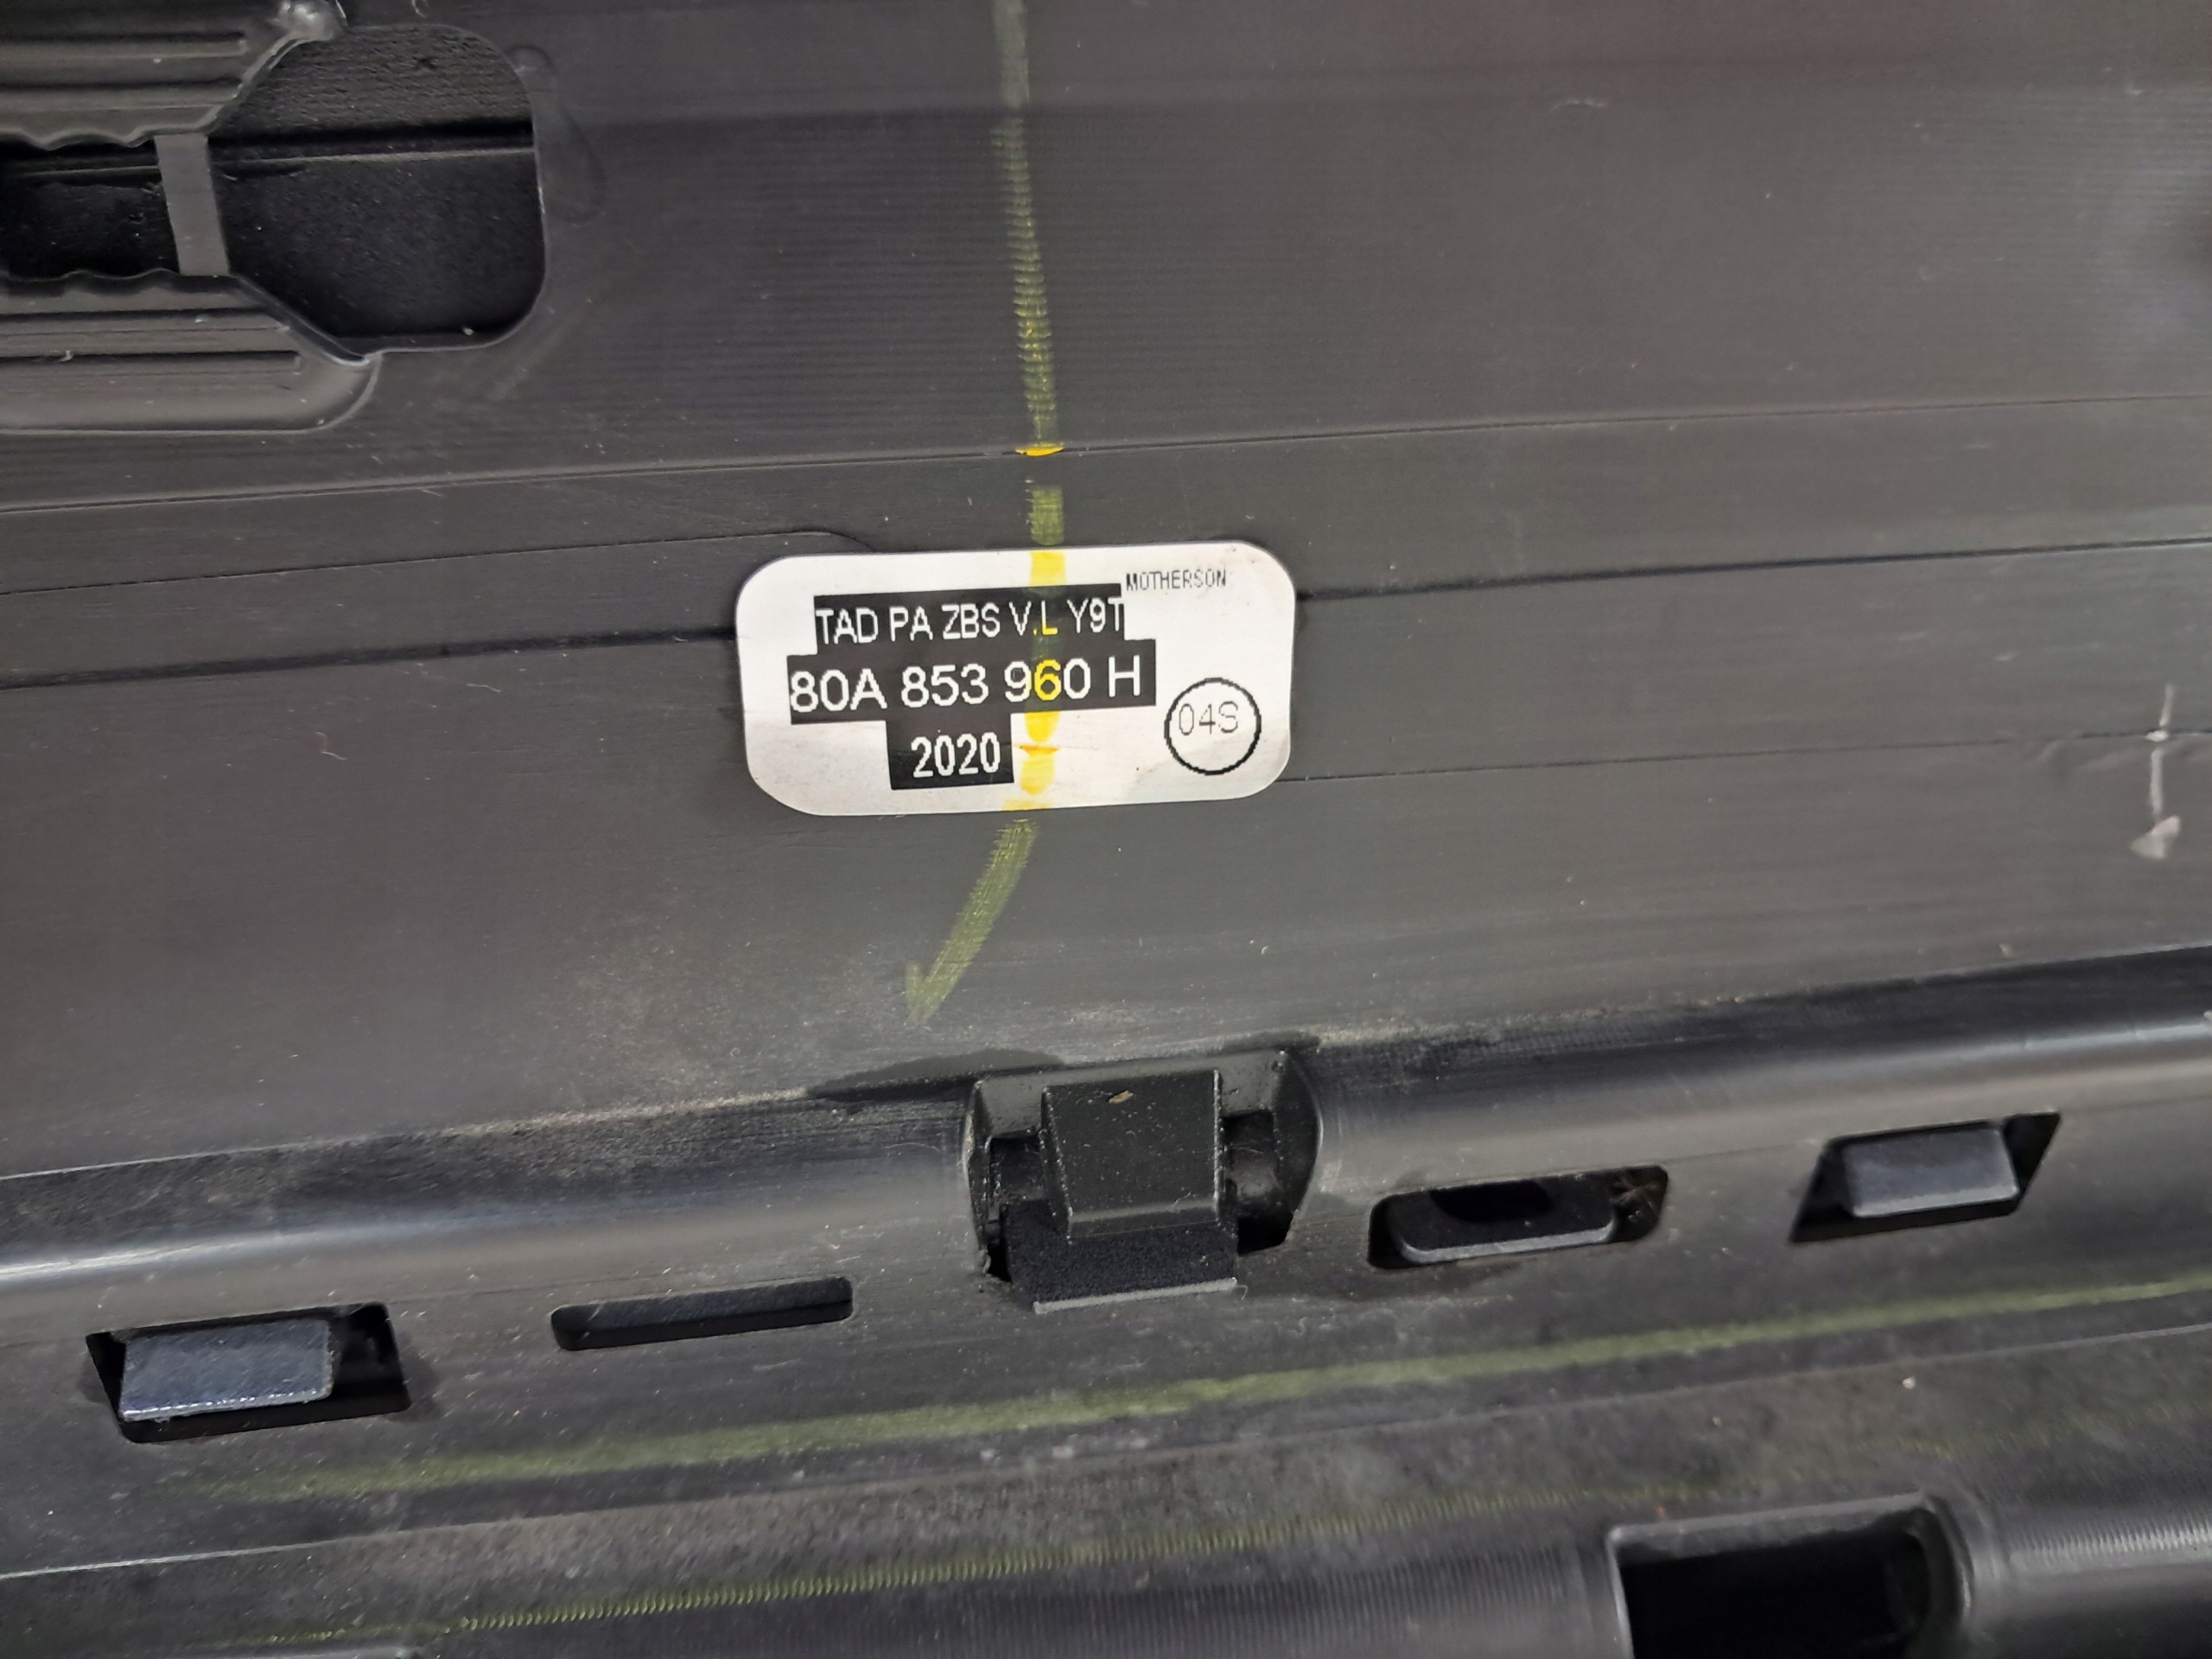 MOTHERSON
TAD PA ZBS V.L Y9T
80A 853 960 H
2020
04S